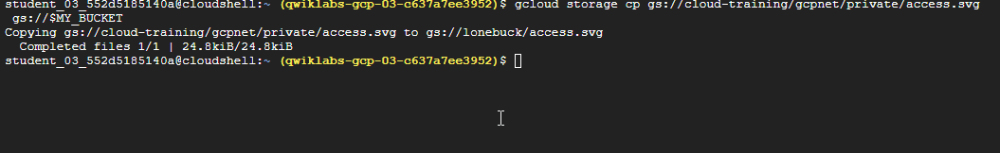 student_03_552d5185140a@cloudshell:~ (qwiklabs-gcp-03-c637a7ee3952)$ gcloud storage cp gs://cloud-training/gcpnet/private/access.svg
gs://$MY_BUCKET
Copying gs://cloud-training/gcpnet/private/access.svg to gs://lonebuck/access.svg
Completed files 1/1 | 24.8kiB/24.8kiB
student_03_552d5185140a@cloudshell:~ (qwiklabs-gcp-03-c637a7ee3952)$